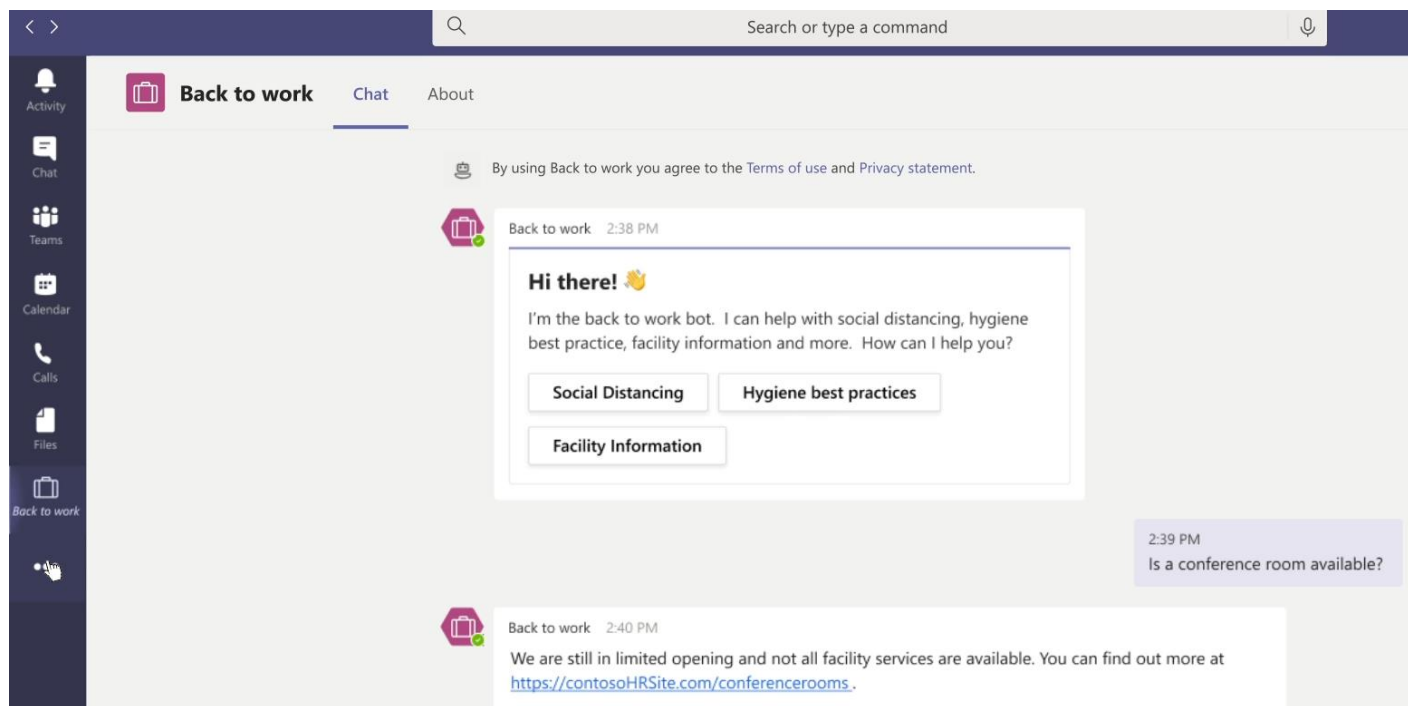 Search or type a command
Activity
Chat
Teams
Calendar
Calls
Files
Back to work
Back to work Chat About
By using Back to work you agree to the Terms of use and Privacy statement.
Back to work 2:38 PM
Hi there! 👋
I'm the back to work bot. I can help with social distancing, hygiene
best practice, facility information and more. How can I help you?
Social Distancing Hygiene best practices
Facility Information
2:39 PM
Is a conference room available?
Back to work 2:40 PM
We are still in limited opening and not all facility services are available. You can find out more at
https://contosoHRSite.com/conferencerooms .